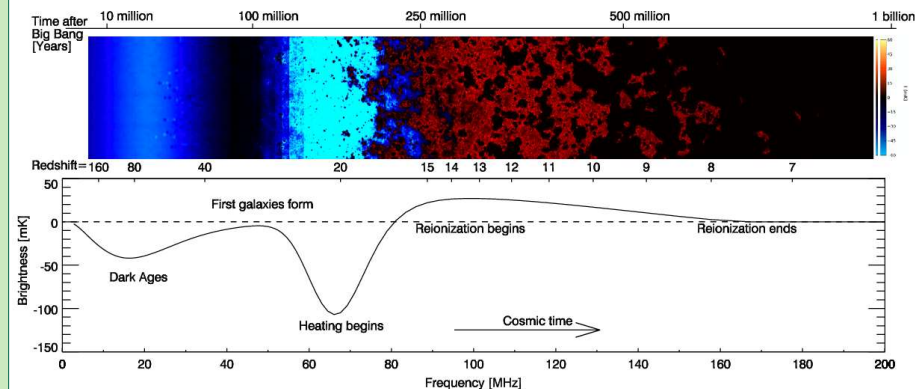 Time after 10 million 100 million 250 million 500 million 1 billion
Big Bang
[Years]
Redshift=160 80 40 20 15 14 13 12 11 10 9 8 7
50
0
-50
-100
-150
Brightness [mK]
First galaxies form
Reionization begins
Reionization ends
Dark Ages
Heating begins
Cosmic time
0 20 40 60 80 100 120 140 160 180 200
Frequency [MHz]